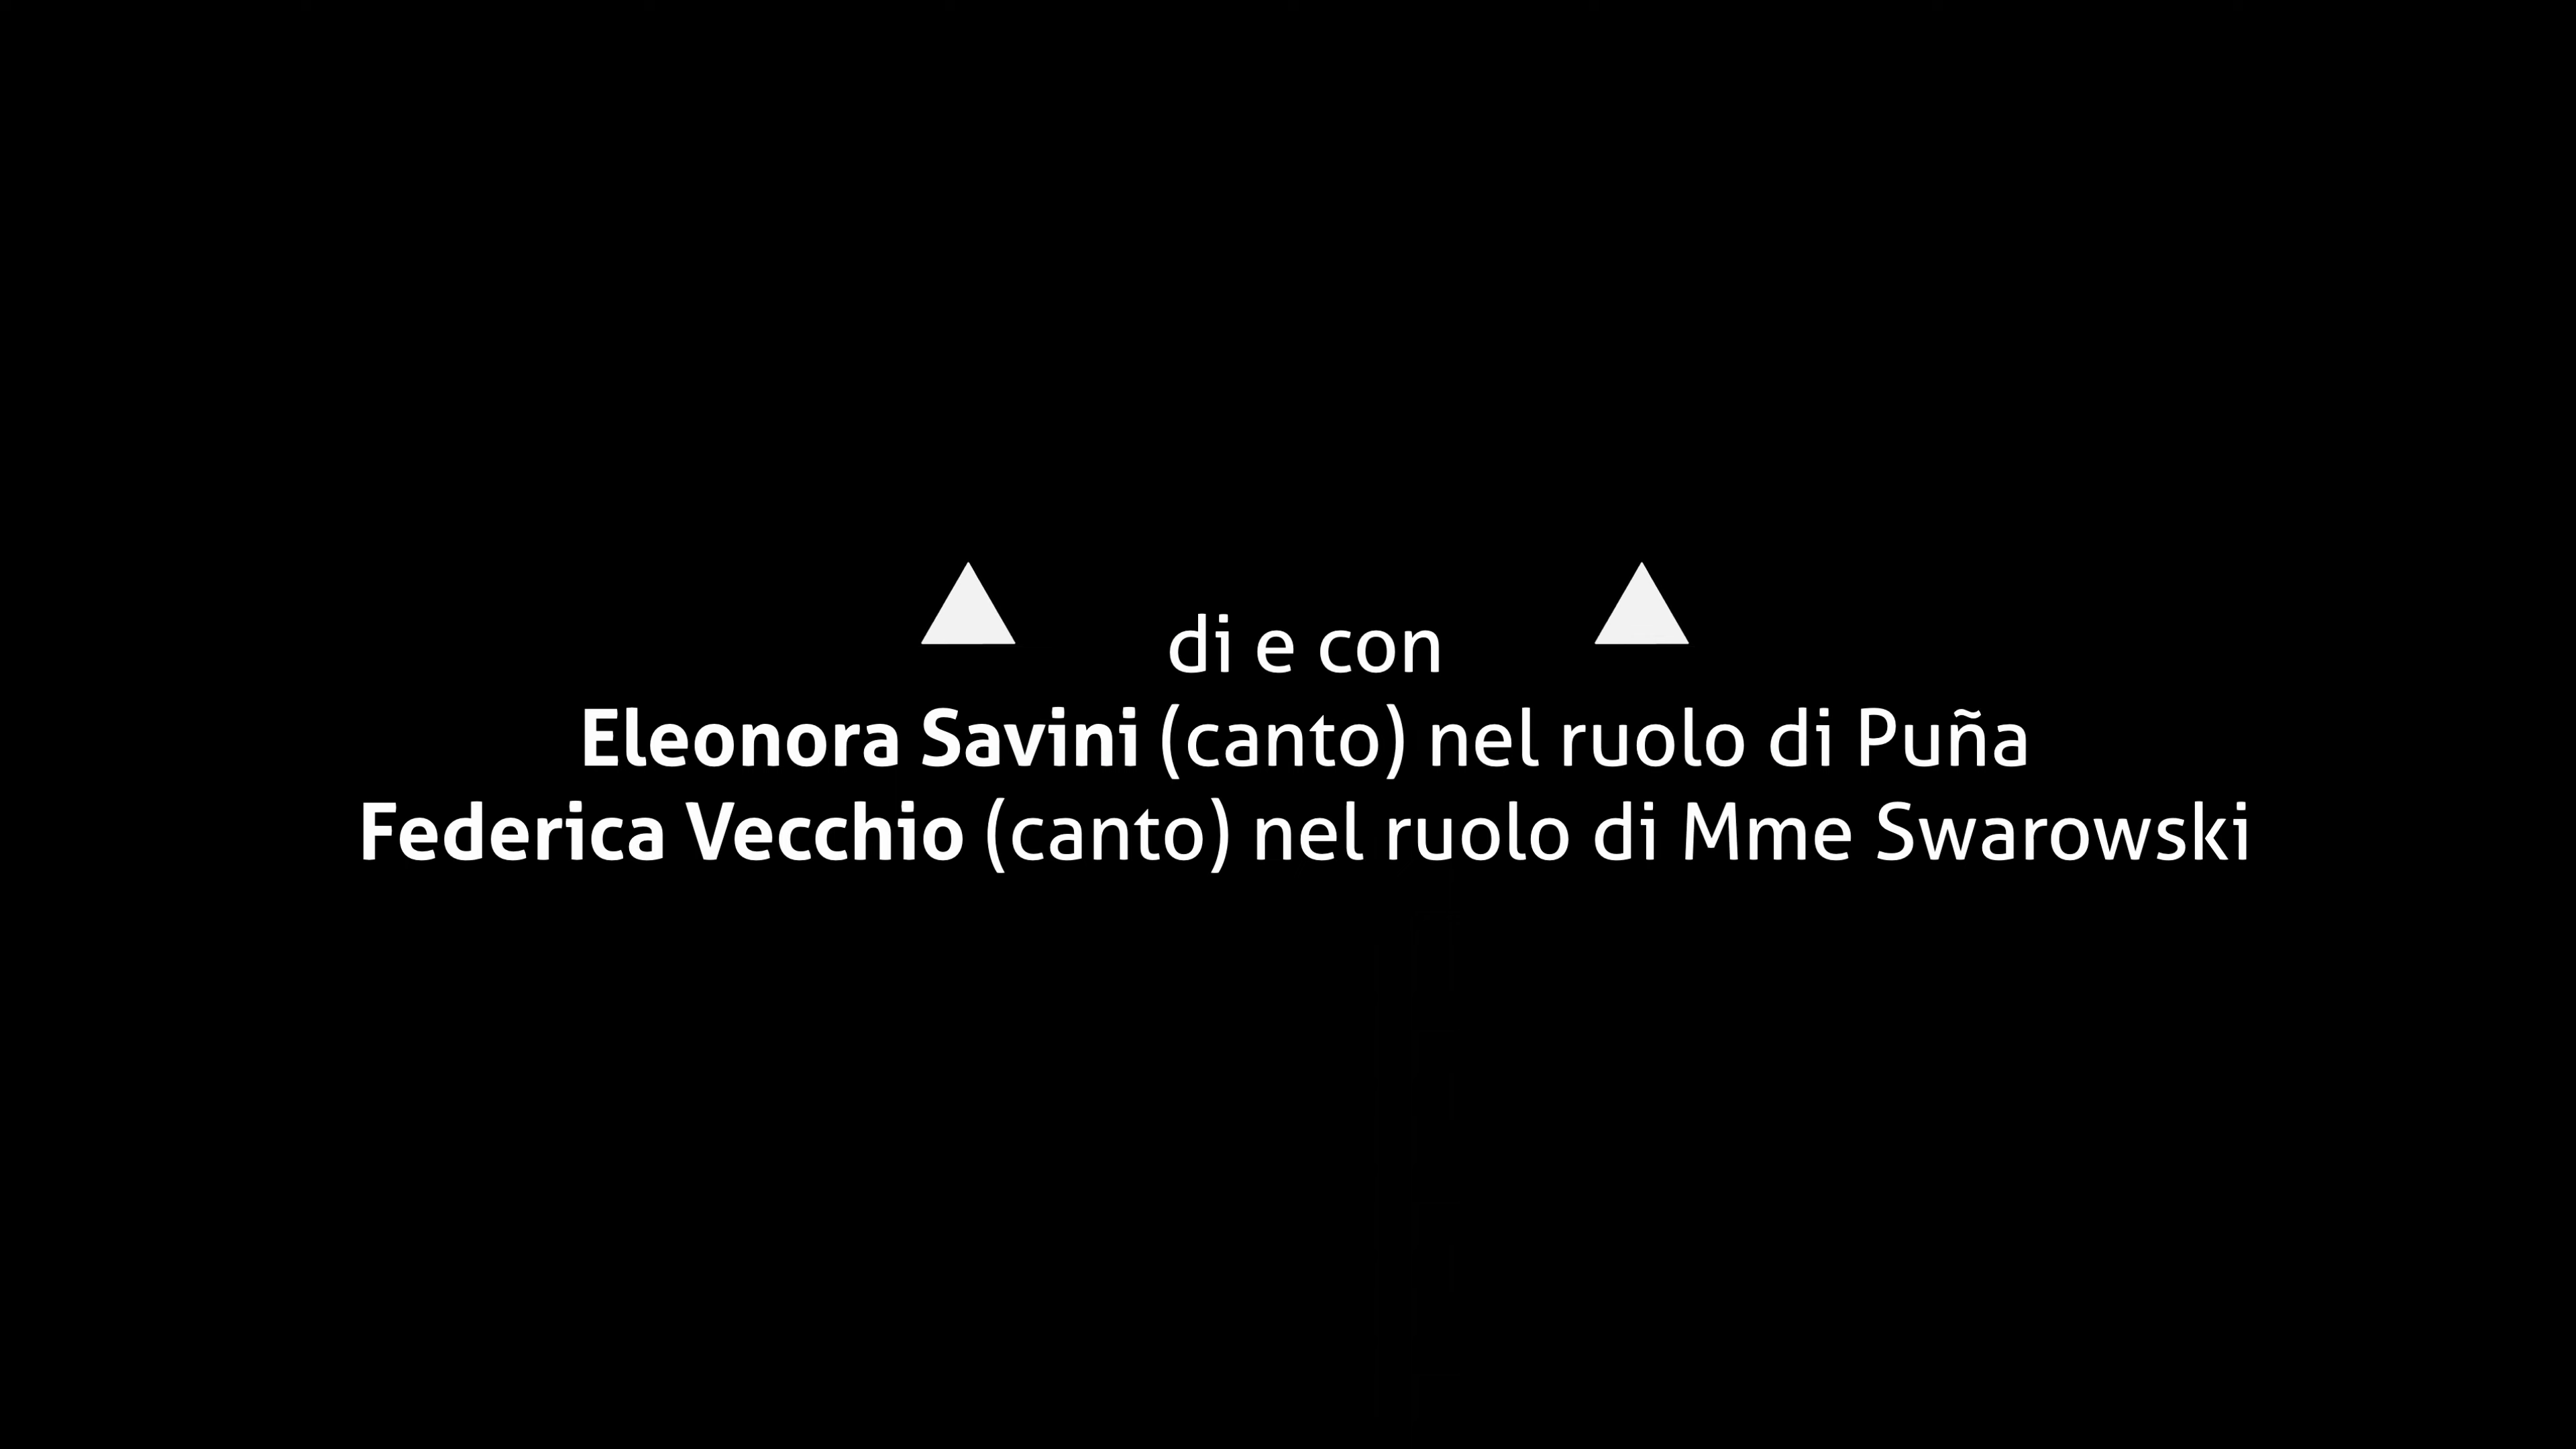 di e con
Eleonora Savini (canto) nel ruolo di Puña
Federica Vecchio (canto) nel ruolo di Mme Swarowski